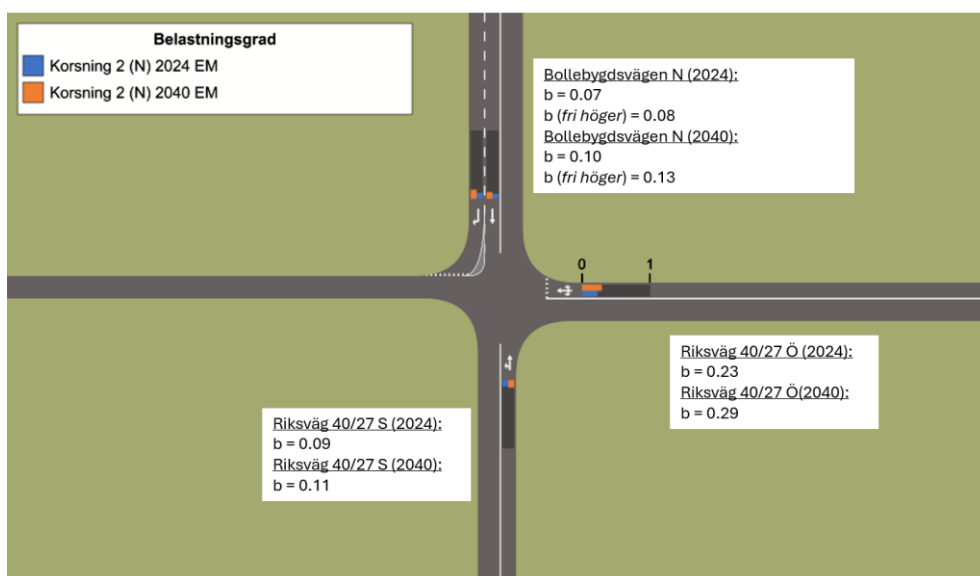 Belastningsgrad
Korsning 2 (N) 2024 EM
Korsning 2 (N) 2040 EM
Bollebygdsvägen N (2024):
b = 0.07
b (fri höger) = 0.08
Bollebygdsvägen N (2040):
b = 0.10
b (fri höger) = 0.13
0 1
Riksväg 40/27 Ö (2024):
b = 0.23
Riksväg 40/27 Ö(2040):
b = 0.29
Riksväg 40/27 S (2024):
b = 0.09
Riksväg 40/27 S (2040):
b = 0.11